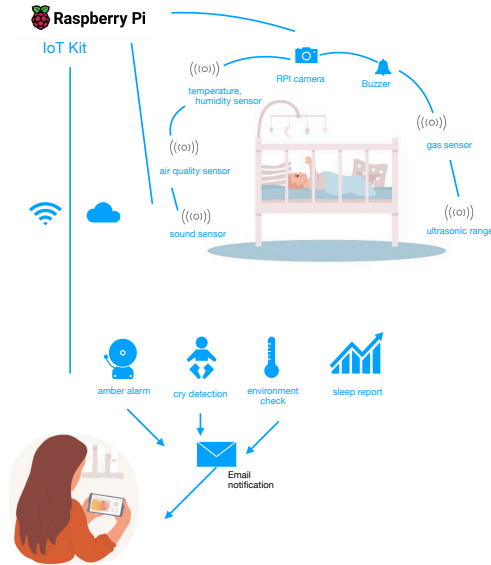 Raspberry Pi
IoT Kit
temperature,
humidity sensor
RPI camera
Buzzer
gas sensor
air quality sensor
sound sensor
ultrasonic range
amber alarm
cry detection
environment
check
sleep report
Email
notification